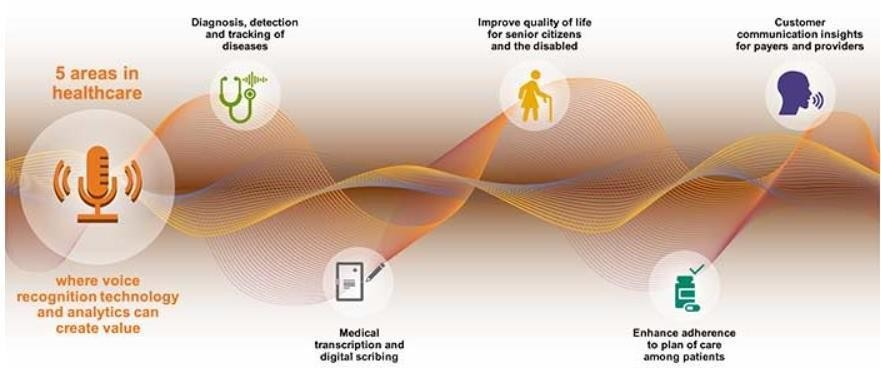 5 areas in
healthcare
where voice
recognition technology
and analytics can
create value
Diagnosis, detection
and tracking of
diseases
Medical
transcription and
digital scribing
Improve quality of life
for senior citizens
and the disabled
Enhance adherence
to plan of care
among patients
Customer
communication insights
for payers and providers